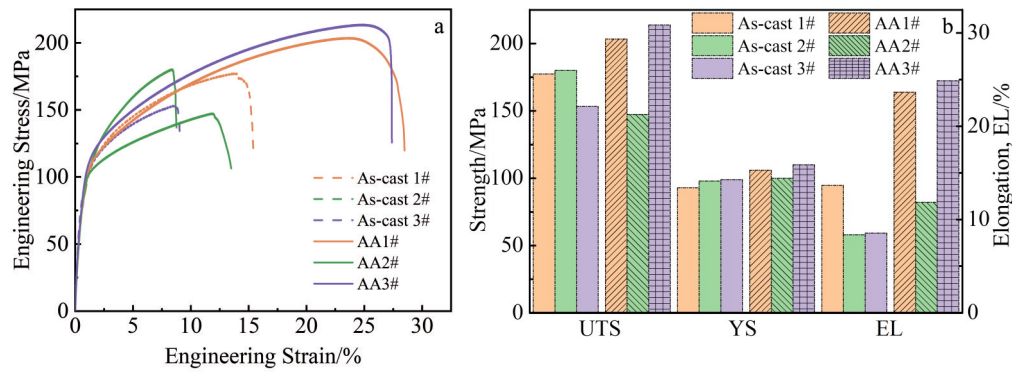 a
Engineering Stress/MPa
200
150
100
50
0
0 5 10 15 20 25 30
Engineering Strain/%
As-cast 1#
As-cast 2#
As-cast 3#
AA1#
AA2#
AA3#
b
Strength/MPa
200
150
100
50
0
UTS YS EL
As-cast 1# AA1#
As-cast 2# AA2#
As-cast 3# AA3#
30
20
10
0
Elongation, EL/%